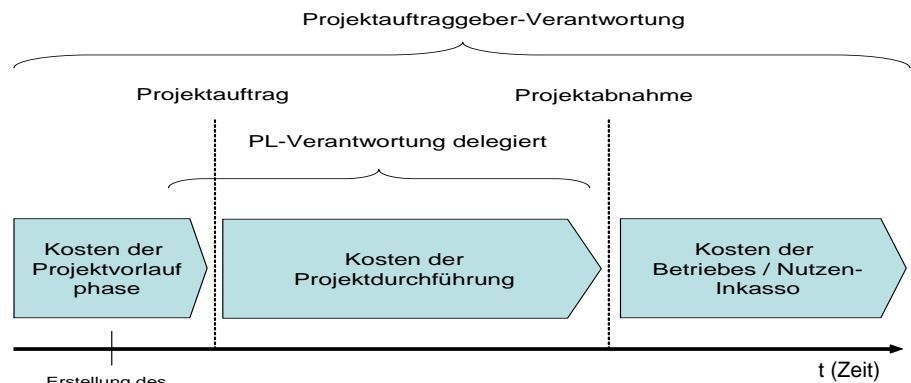 Projektauftraggeber-Verantwortung
Projektauftrag
Projektabnahme
PL-Verantwortung delegiert
Kosten der
Projektvorlauf
phase
Kosten der
Projektdurchführung
Kosten der
Betriebes / Nutzen-
Inkasso
t (Zeit)
Erstellung des